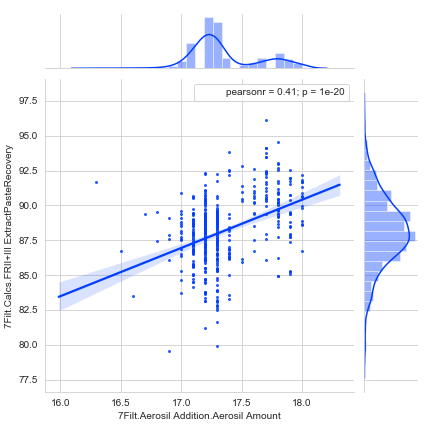 pearsonr = 0.41; p = 1e-20
97.5
95.0
92.5
90.0
87.5
85.0
82.5
80.0
77.5
7Filt.Calcs.FRII+III ExtractPasteRecovery
16.0 16.5 17.0 17.5 18.0
7Filt.Aerosil Addition.Aerosil Amount